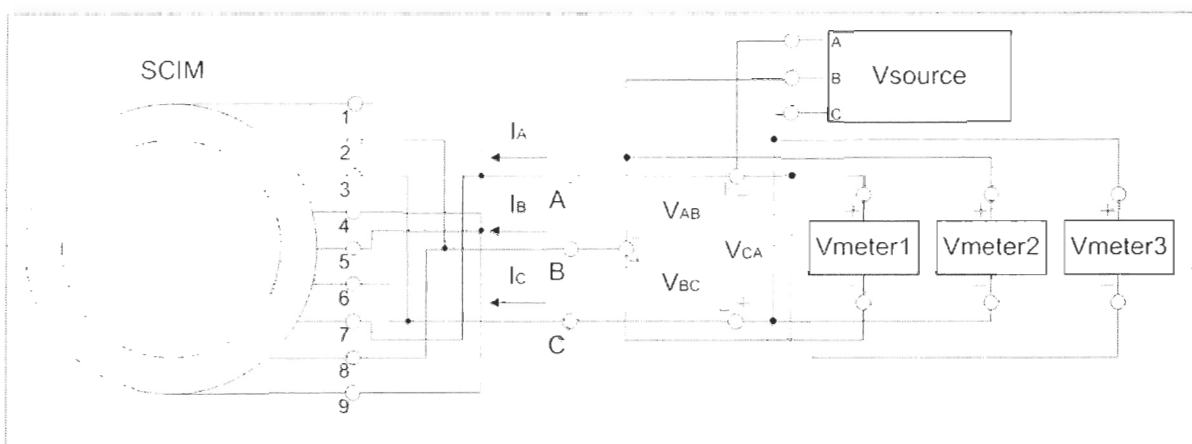 SCIM
1
2
3
4
5
6
7
8
9
IA
IB
IC
A
B
C
VAB
VCA
VBC
+
-
A
B
C
Vsource
+
Vmeter1
-
+
Vmeter2
-
+
Vmeter3
-